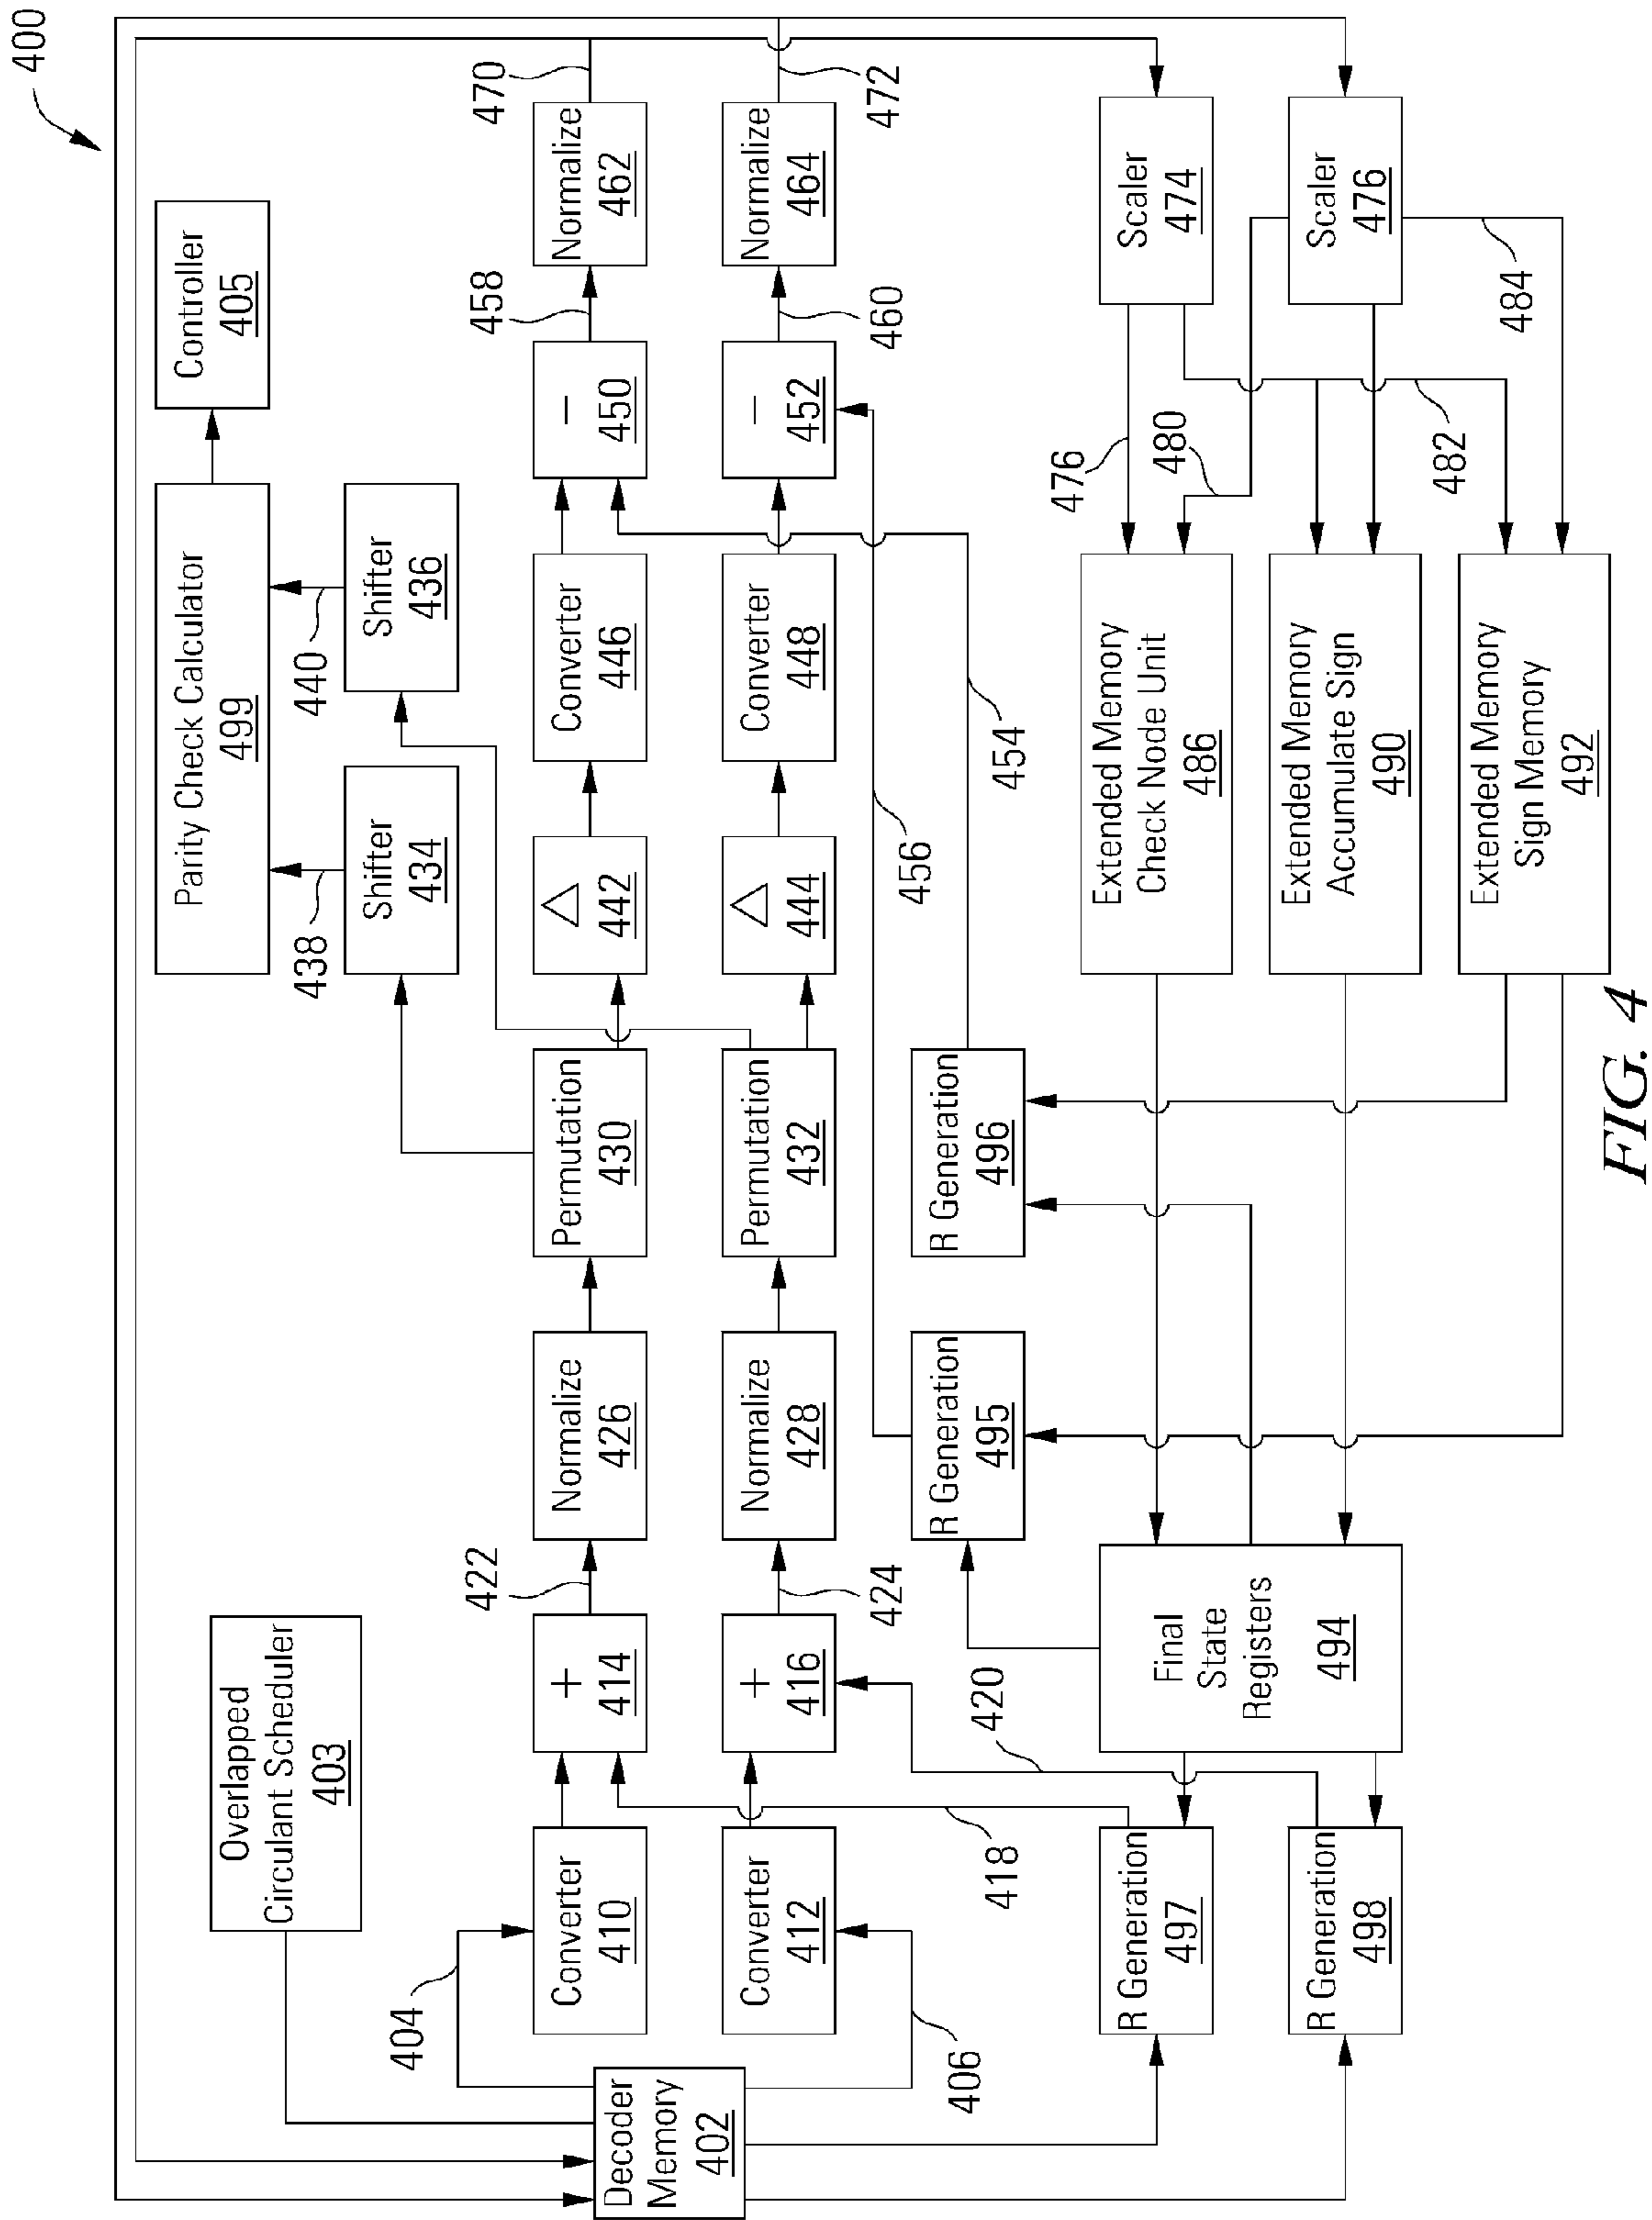 400
Overlapped
Circulant Scheduler
403
Parity Check Calculator
499
Controller
405
438
440
Shifter
434
Shifter
436
404
422
458
470
Converter
410
+
414
Normalize
426
Permutation
430
△
442
Converter
446
−
450
Normalize
462
Decoder
Memory
402
Converter
412
+
416
Normalize
428
Permutation
432
△
444
Converter
448
−
452
Normalize
464
406
424
460
472
420
456
R Generation
495
R Generation
496
454
418
476
480
R Generation
497
Final
State
Registers
494
Extended Memory
Check Node Unit
486
Scaler
474
R Generation
498
Extended Memory
Accumulate Sign
490
Scaler
476
482
484
Extended Memory
Sign Memory
492
FIG. 4